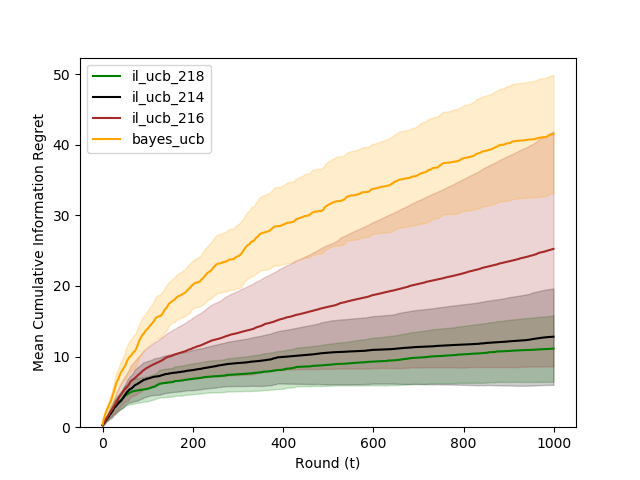 50
40
30
20
10
0
Mean Cumulative Information Regret
il_ucb_218
il_ucb_214
il_ucb_216
bayes_ucb
0
200
400
600
800
1000
Round (t)